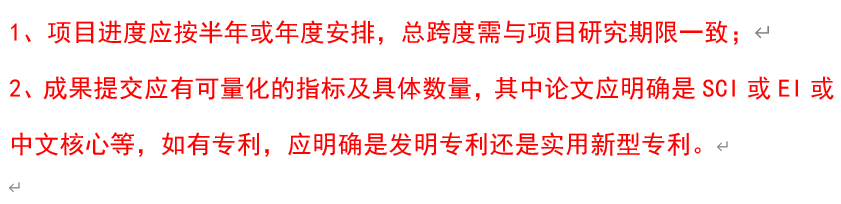 1、项目进度应按半年或年度安排，总跨度需与项目研究期限一致；
2、成果提交应有可量化的指标及具体数量，其中论文应明确是 SCI 或 EI 或
中文核心等，如有专利，应明确是发明专利还是实用新型专利。